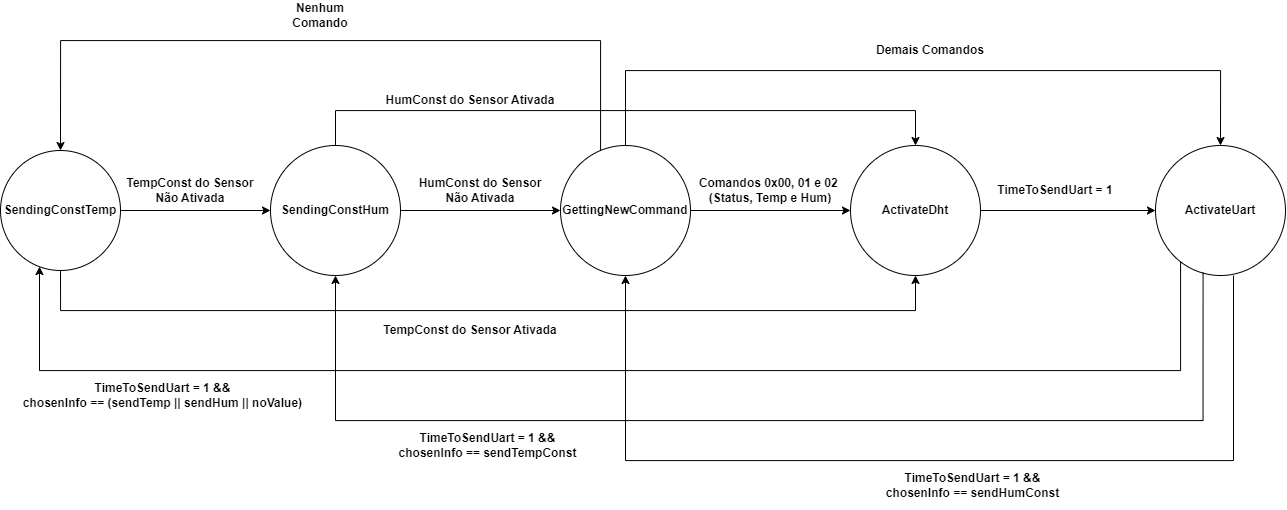 Nenhum
Comando
Demais Comandos
HumConst do Sensor Ativada
TempConst do Sensor
Não Ativada
HumConst do Sensor
Não Ativada
Comandos 0x00, 01 e 02
(Status, Temp e Hum)
TimeToSendUart = 1
SendingConstTemp
SendingConstHum
GettingNewCommand
ActivateDht
ActivateUart
TempConst do Sensor Ativada
TimeToSendUart = 1 &&
chosenInfo == (sendTemp || sendHum || noValue)
TimeToSendUart = 1 &&
chosenInfo == sendTempConst
TimeToSendUart = 1 &&
chosenInfo == sendHumConst